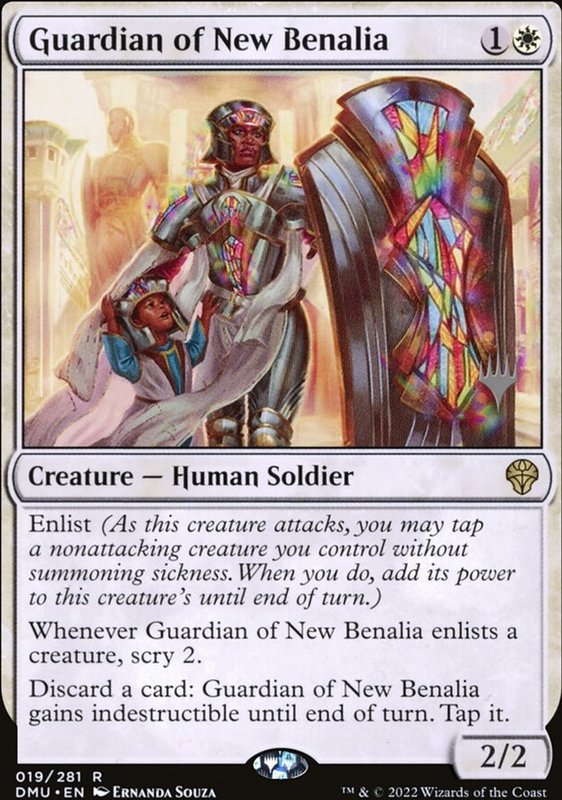 Guardian of New Benalia 1
Creature — Human Soldier
Enlist (As this creature attacks, you may tap
a nonattacking creature you control without
summoning sickness. When you do, add its power
to this creature's until end of turn.)
Whenever Guardian of New Benalia enlists a
creature, scry 2.
Discard a card: Guardian of New Benalia
gains indestructible until end of turn. Tap it.
2/2
019/281 R
DMU • EN Ernanda Souza
™ & © 2022 Wizards of the Coast